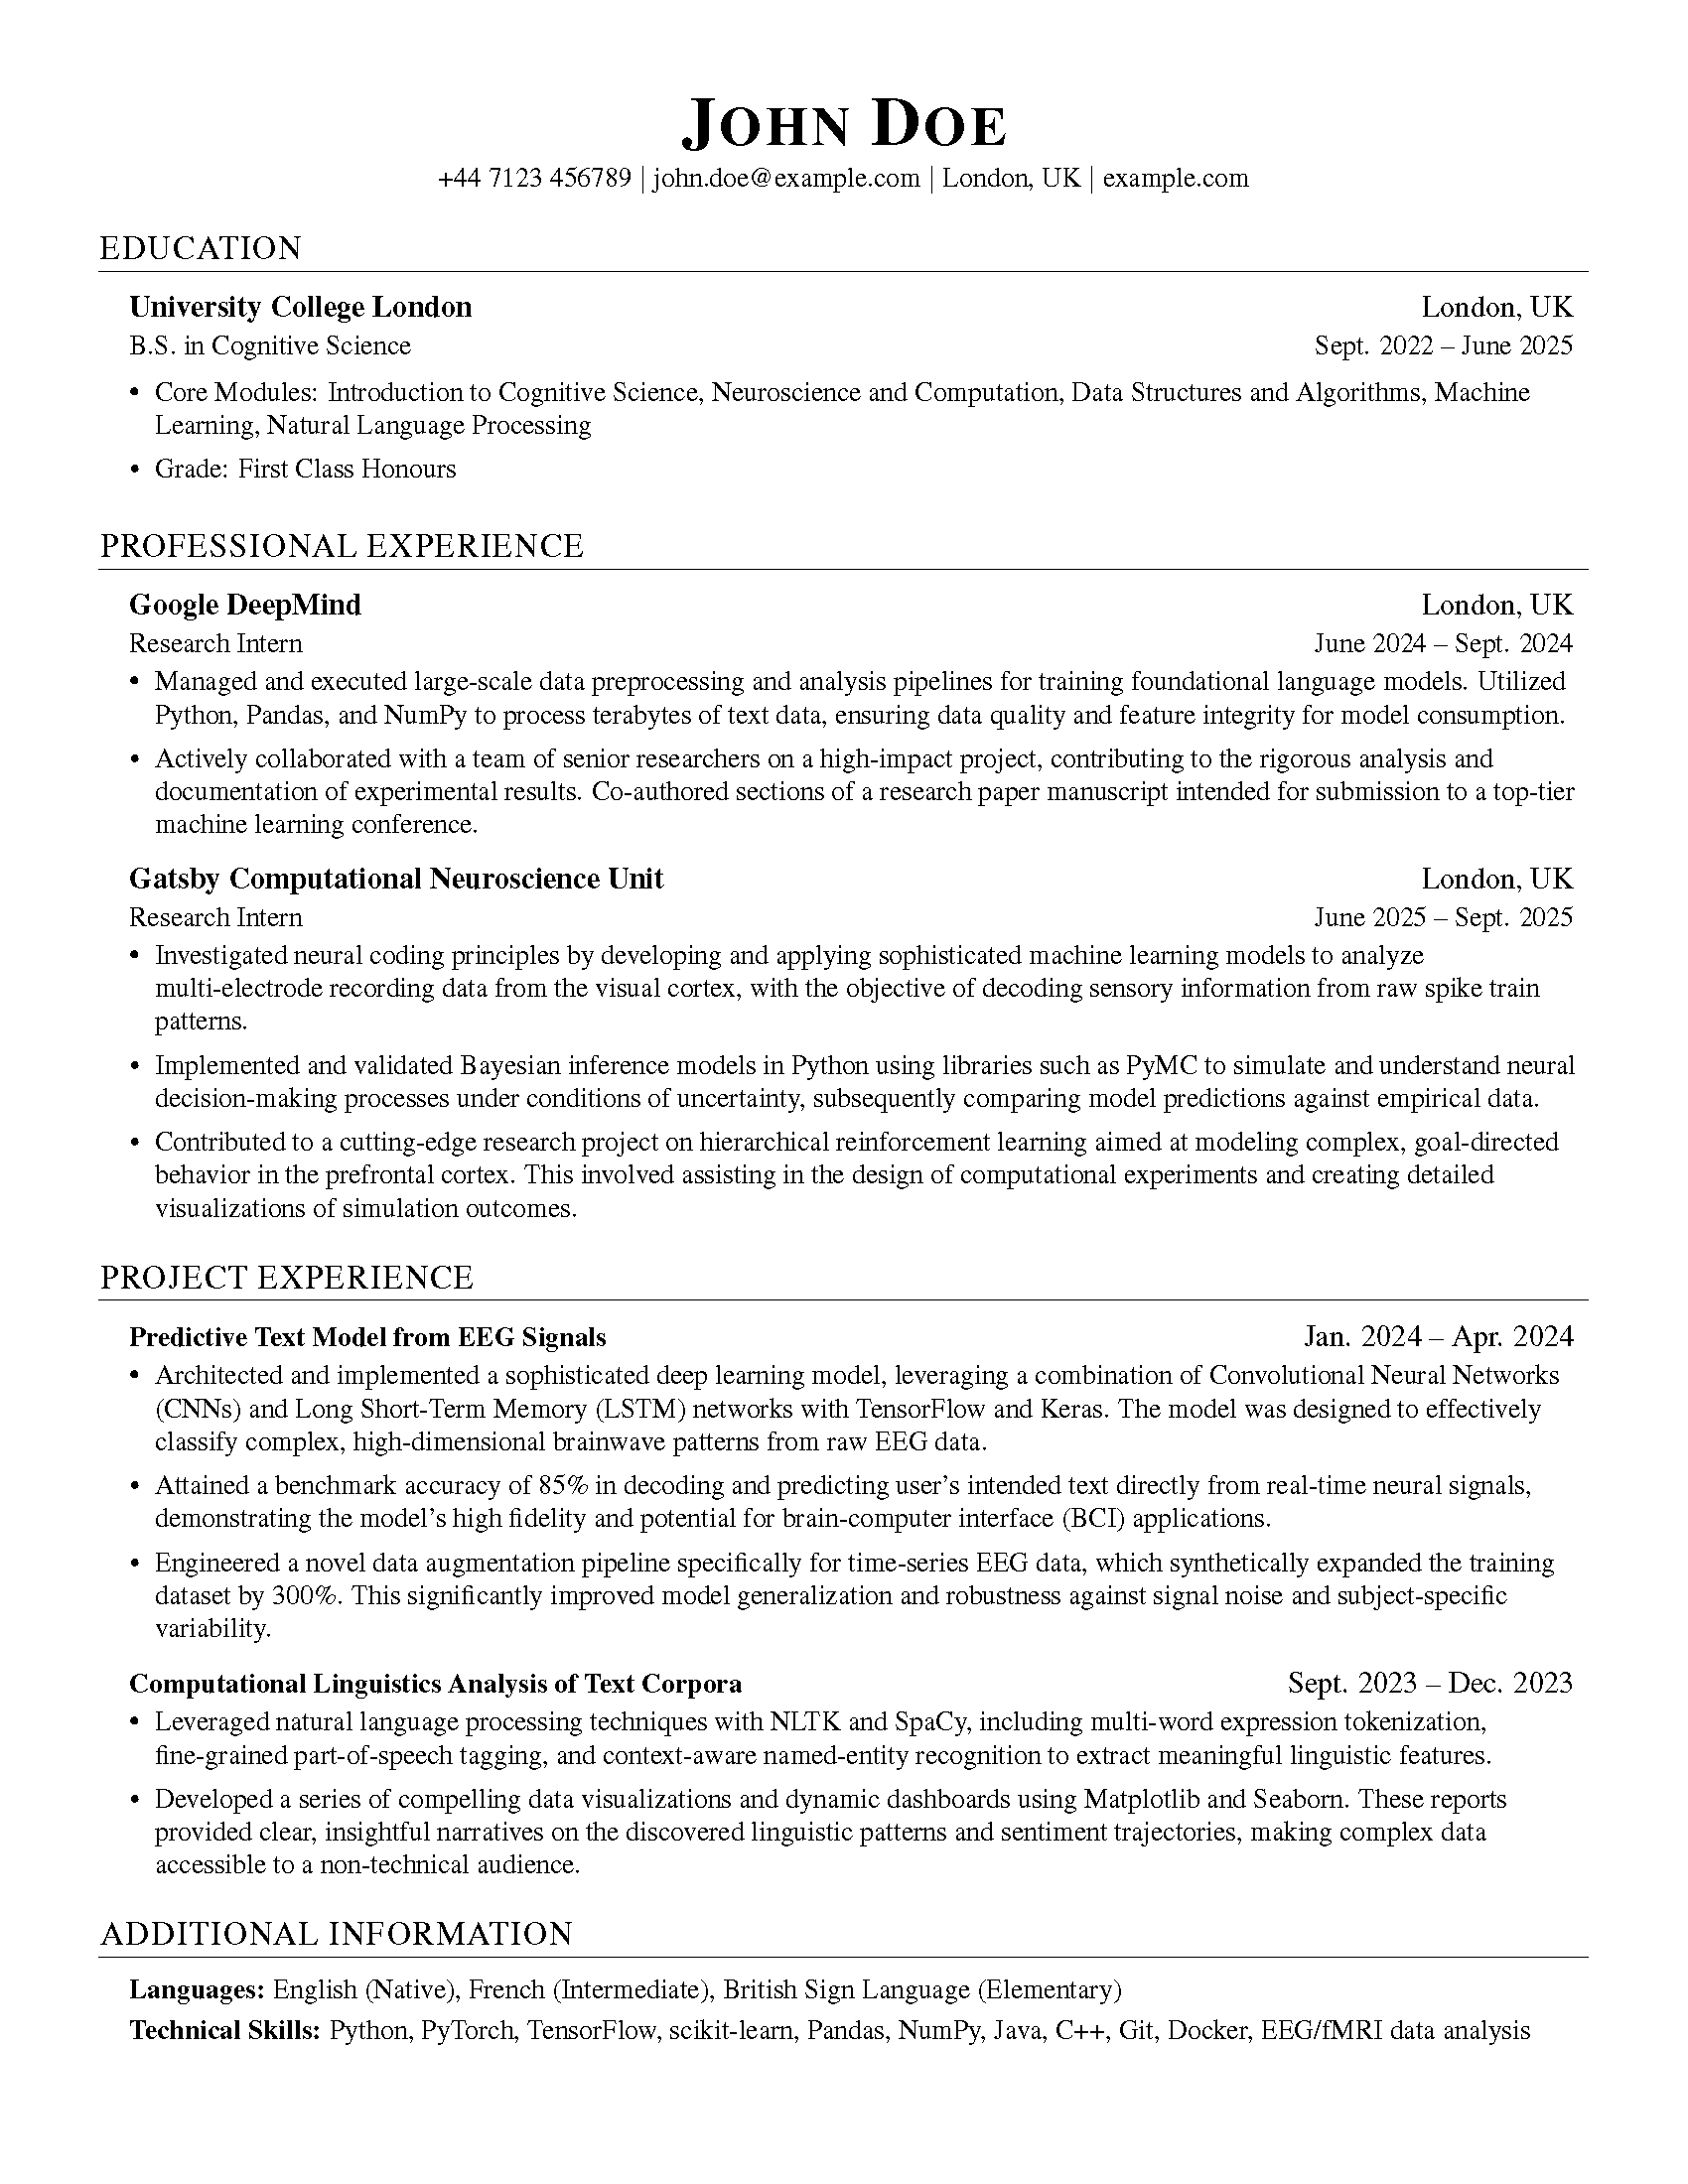 JOHN DOE
+44 7123 456789 | john.doe@example.com | London, UK | example.com
EDUCATION
University College London London, UK
B.S. in Cognitive Science Sept. 2022 – June 2025
• Core Modules: Introduction to Cognitive Science, Neuroscience and Computation, Data Structures and Algorithms, Machine
Learning, Natural Language Processing
• Grade: First Class Honours
PROFESSIONAL EXPERIENCE
Google DeepMind London, UK
Research Intern June 2024 – Sept. 2024
• Managed and executed large-scale data preprocessing and analysis pipelines for training foundational language models. Utilized
Python, Pandas, and NumPy to process terabytes of text data, ensuring data quality and feature integrity for model consumption.
• Actively collaborated with a team of senior researchers on a high-impact project, contributing to the rigorous analysis and
documentation of experimental results. Co-authored sections of a research paper manuscript intended for submission to a top-tier
machine learning conference.
Gatsby Computational Neuroscience Unit London, UK
Research Intern June 2025 – Sept. 2025
• Investigated neural coding principles by developing and applying sophisticated machine learning models to analyze
multi-electrode recording data from the visual cortex, with the objective of decoding sensory information from raw spike train
patterns.
• Implemented and validated Bayesian inference models in Python using libraries such as PyMC to simulate and understand neural
decision-making processes under conditions of uncertainty, subsequently comparing model predictions against empirical data.
• Contributed to a cutting-edge research project on hierarchical reinforcement learning aimed at modeling complex, goal-directed
behavior in the prefrontal cortex. This involved assisting in the design of computational experiments and creating detailed
visualizations of simulation outcomes.
PROJECT EXPERIENCE
Predictive Text Model from EEG Signals Jan. 2024 – Apr. 2024
• Architected and implemented a sophisticated deep learning model, leveraging a combination of Convolutional Neural Networks
(CNNs) and Long Short-Term Memory (LSTM) networks with TensorFlow and Keras. The model was designed to effectively
classify complex, high-dimensional brainwave patterns from raw EEG data.
• Attained a benchmark accuracy of 85% in decoding and predicting user’s intended text directly from real-time neural signals,
demonstrating the model’s high fidelity and potential for brain-computer interface (BCI) applications.
• Engineered a novel data augmentation pipeline specifically for time-series EEG data, which synthetically expanded the training
dataset by 300%. This significantly improved model generalization and robustness against signal noise and subject-specific
variability.
Computational Linguistics Analysis of Text Corpora Sept. 2023 – Dec. 2023
• Leveraged natural language processing techniques with NLTK and SpaCy, including multi-word expression tokenization,
fine-grained part-of-speech tagging, and context-aware named-entity recognition to extract meaningful linguistic features.
• Developed a series of compelling data visualizations and dynamic dashboards using Matplotlib and Seaborn. These reports
provided clear, insightful narratives on the discovered linguistic patterns and sentiment trajectories, making complex data
accessible to a non-technical audience.
ADDITIONAL INFORMATION
Languages: English (Native), French (Intermediate), British Sign Language (Elementary)
Technical Skills: Python, PyTorch, TensorFlow, scikit-learn, Pandas, NumPy, Java, C++, Git, Docker, EEG/fMRI data analysis